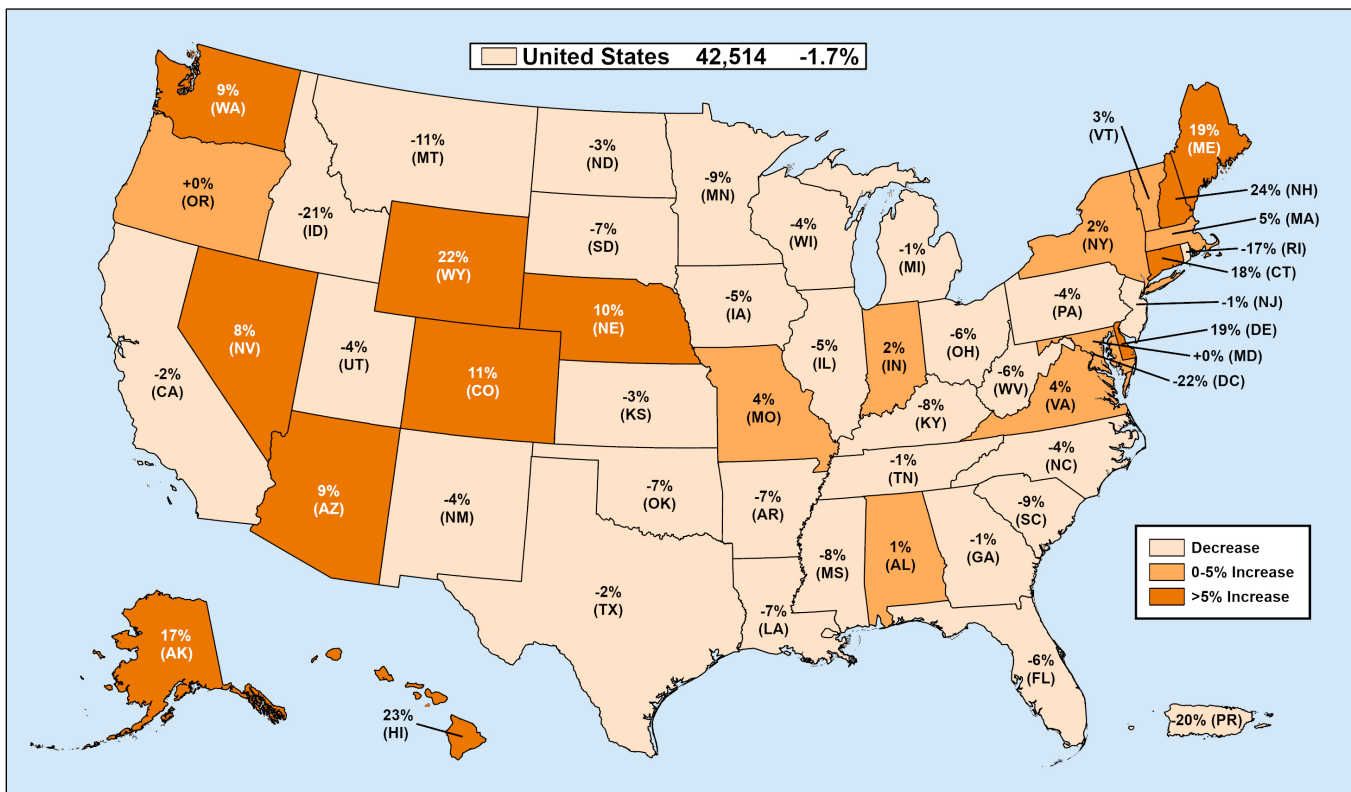 United States 42,514 -1.7%
9%
(WA)
+0%
(OR)
-2%
(CA)
8%
(NV)
-21%
(ID)
-11%
(MT)
22%
(WY)
-4%
(UT)
11%
(CO)
9%
(AZ)
-4%
(NM)
-3%
(ND)
-7%
(SD)
10%
(NE)
-3%
(KS)
-7%
(OK)
-2%
(TX)
-9%
(MN)
-5%
(IA)
4%
(MO)
-7%
(AR)
-7%
(LA)
-4%
(WI)
-5%
(IL)
-1%
(MI)
2%
(IN)
-6%
(OH)
-8%
(KY)
-1%
(TN)
-8%
(MS)
1%
(AL)
-1%
(GA)
-6%
(FL)
-9%
(SC)
-4%
(NC)
4%
(VA)
-6%
(WV)
-4%
(PA)
2%
(NY)
3%
(VT)
19%
(ME)
24% (NH)
5% (MA)
-17% (RI)
18% (CT)
-1% (NJ)
19% (DE)
+0% (MD)
-22% (DC)
Decrease
0-5% Increase
>5% Increase
17%
(AK)
23%
(HI)
20% (PR)